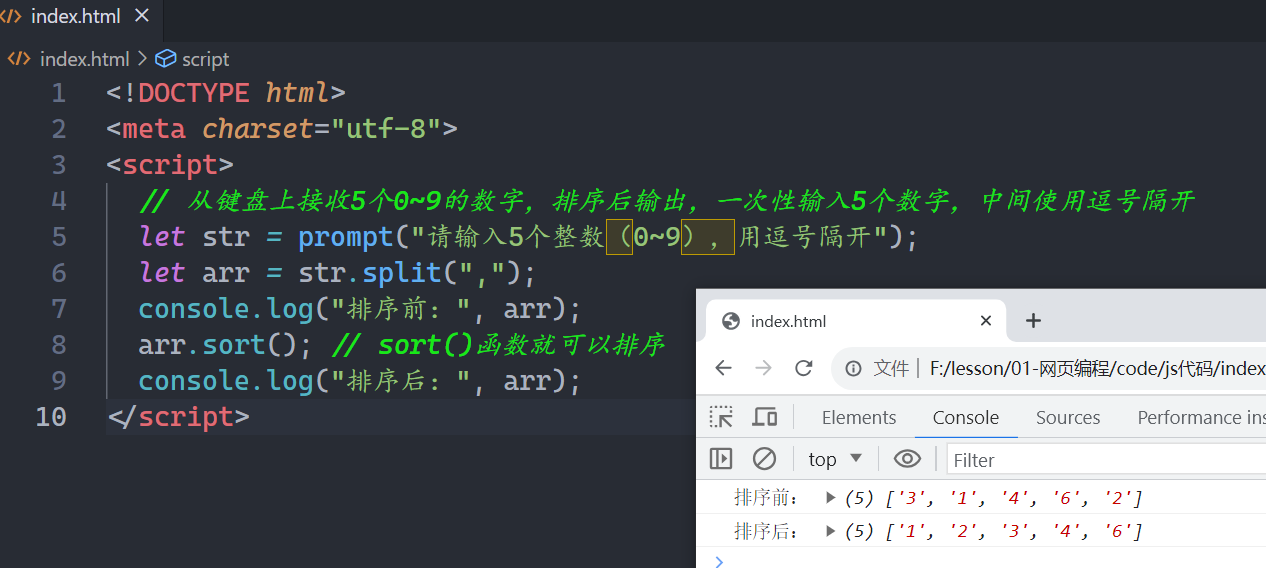 index.html
index.html > script
1 <!DOCTYPE html>
2 <meta charset="utf-8">
3 <script>
4 // 从键盘上接收5个0~9的数字，排序后输出，一次性输入5个数字，中间使用逗号隔开
5 let str = prompt("请输入5个整数（0~9），用逗号隔开");
6 let arr = str.split(",");
7 console.log("排序前：", arr);
8 arr.sort(); // sort()函数就可以排序
9 console.log("排序后：", arr);
10 </script>
index.html
文件 F:/lesson/01-网页编程/code/js代码/index
Elements Console Sources Performance ins
top Filter
排序前： (5) ['3', '1', '4', '6', '2']
排序后： (5) ['1', '2', '3', '4', '6']